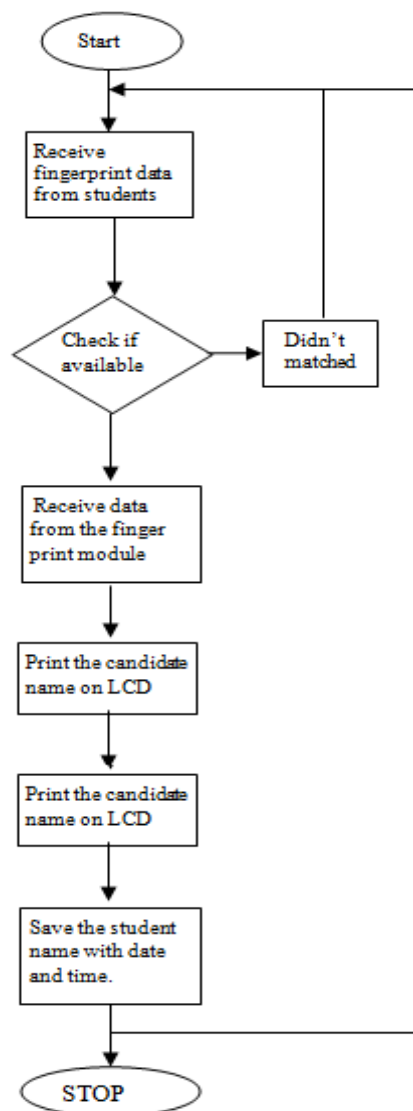 Start
Receive
fingerprint data
from students
Check if
available
Didn't
matched
Receive data
from the finger
print module
Print the candidate
name on LCD
Print the candidate
name on LCD
Save the student
name with date
and time.
STOP